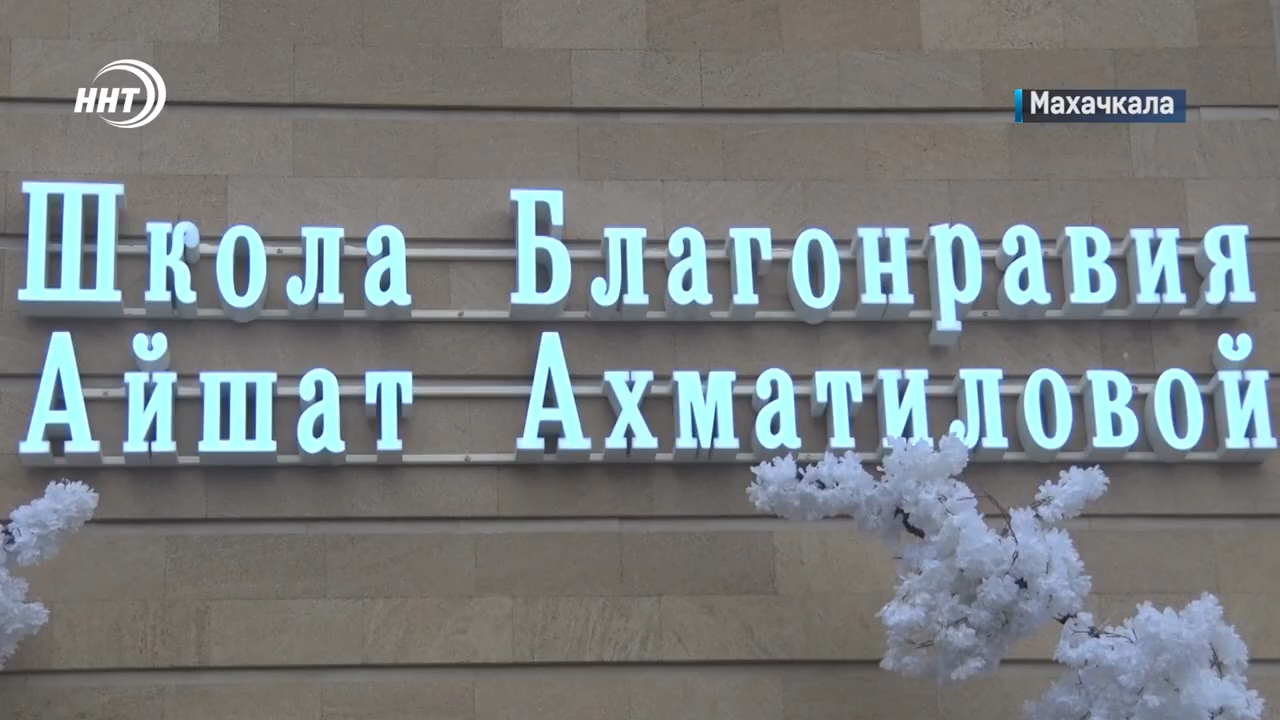 ННТ
Махачкала
Школа Благонравия
Айшат Ахматиловой